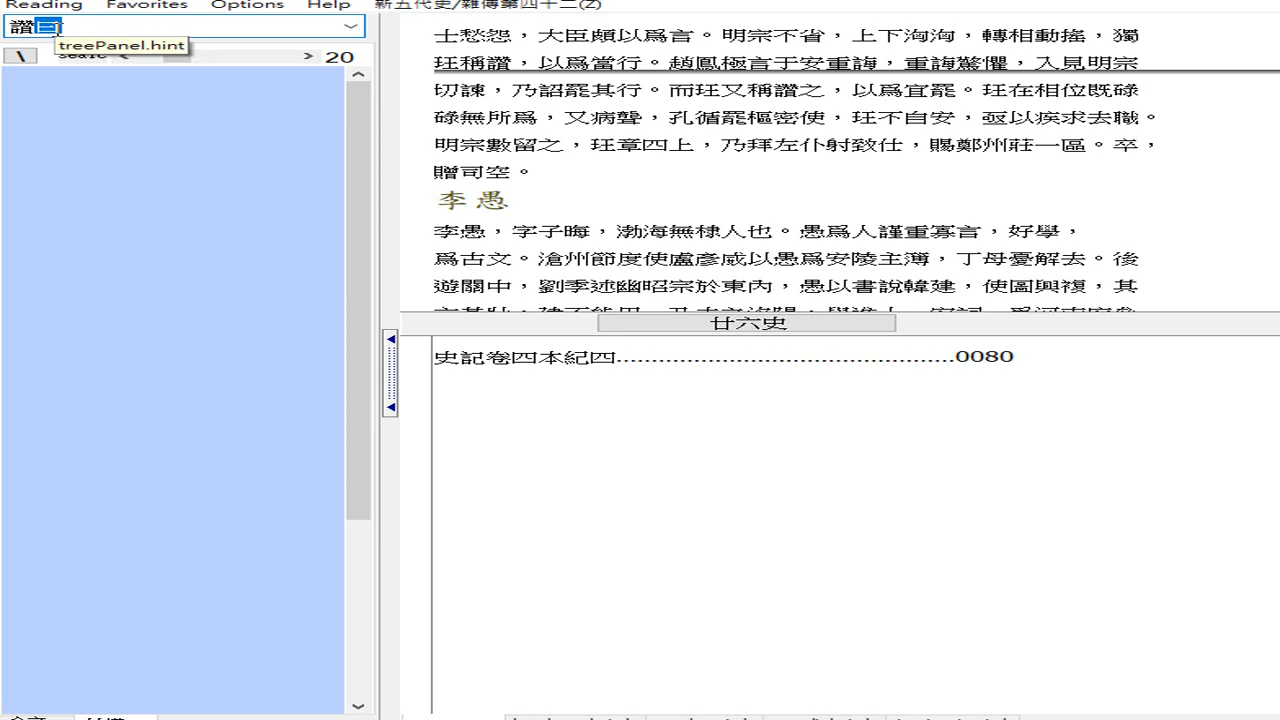 Reading Favorites Options Help 新五代史/雜傳第四十二(Z)
讚曰
treePanel.hint
\ scale < > 20
士愁怨，大臣頗以爲言。明宗不省，上下洶洶，轉相動搖，獨
玨稱讚，以爲當行。趙鳳極言于安重誨，重誨驚懼，入見明宗
切諫，乃詔罷其行。而玨又稱讚之，以爲宜罷。玨在相位既碌
碌無所爲，又病聾，孔循罷樞密使，玨不自安，亟以疾求去職。
明宗數留之，玨章四上，乃拜左仆射致仕，賜鄭州莊一區。卒，
贈司空。
李愚
李愚，字子晦，渤海無棣人也。愚爲人謹重寡言，好學，
爲古文。滄州節度使盧彥威以愚爲安陵主簿，丁母憂解去。後
遊關中，劉季述幽昭宗於東內，愚以書說韓建，使圖興複，其
廿六史
史記卷四本紀四................................................0080